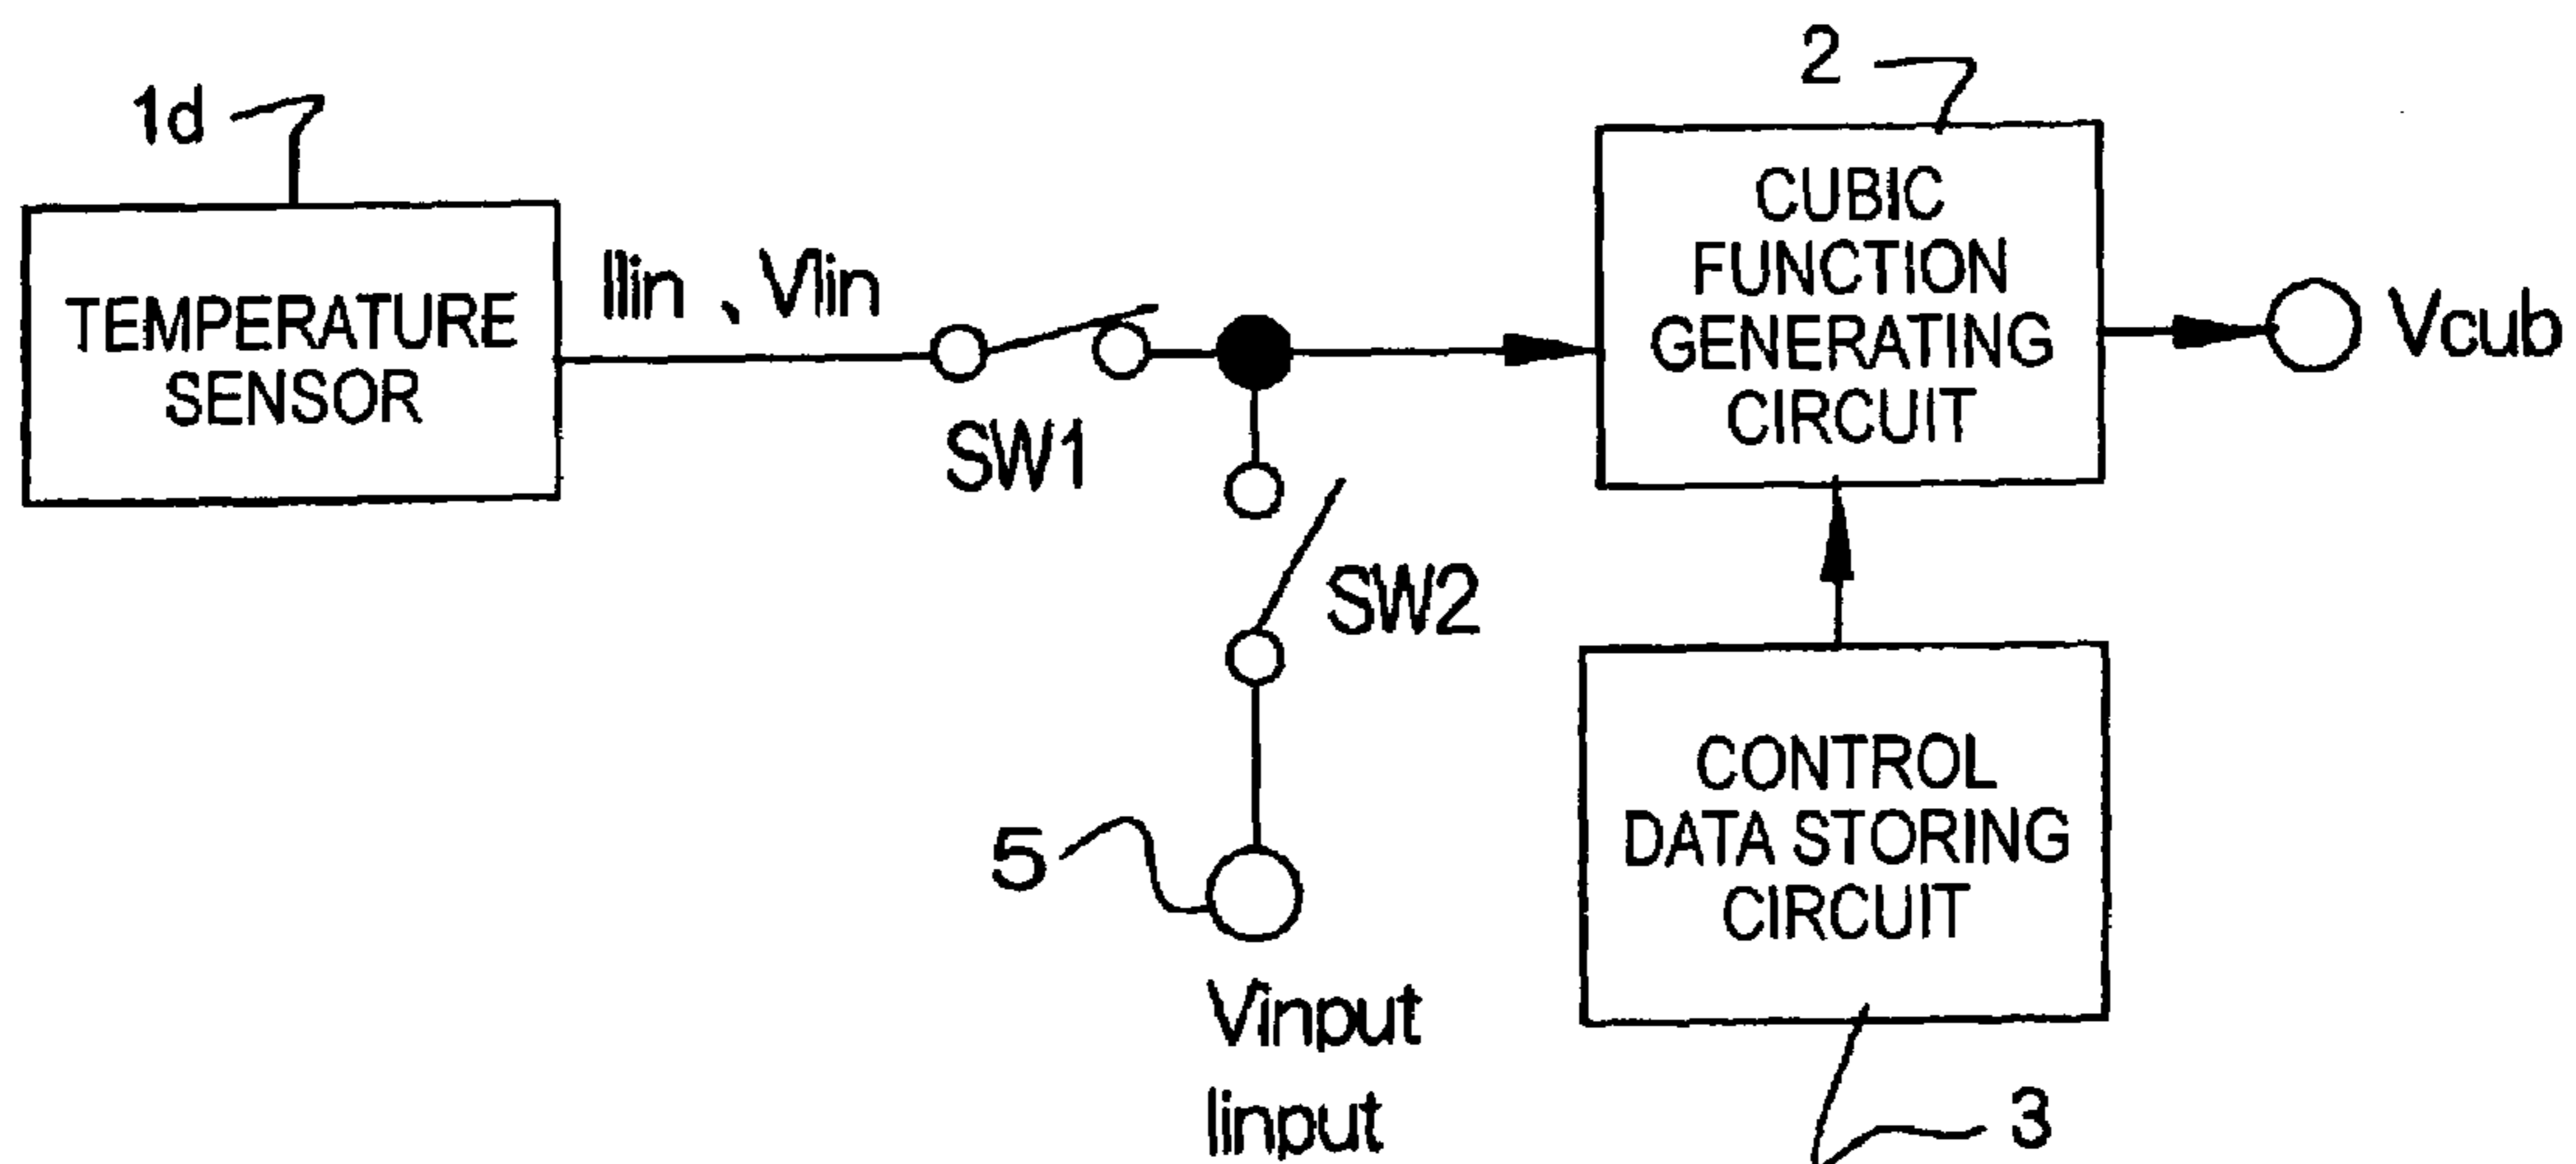 1d
TEMPERATURE
SENSOR
Ilin 、Vlin
SW1
SW2
5
Vinput
Iinput
2
CUBIC
FUNCTION
GENERATING
CIRCUIT
Vcub
CONTROL
DATA STORING
CIRCUIT
3